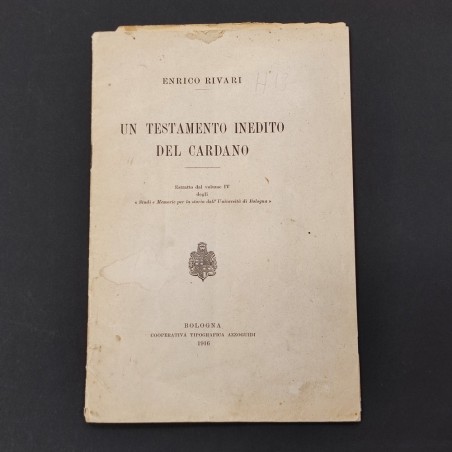 ENRICO RIVARI
UN TESTAMENTO INEDITO
DEL CARDANO
Estratto dal volume IV
degli
« Studi e Memorie per la storia dell' Università di Bologna »
BOLOGNA
COOPERATIVA TIPOGRAFICA AZZOGUIDI
1916